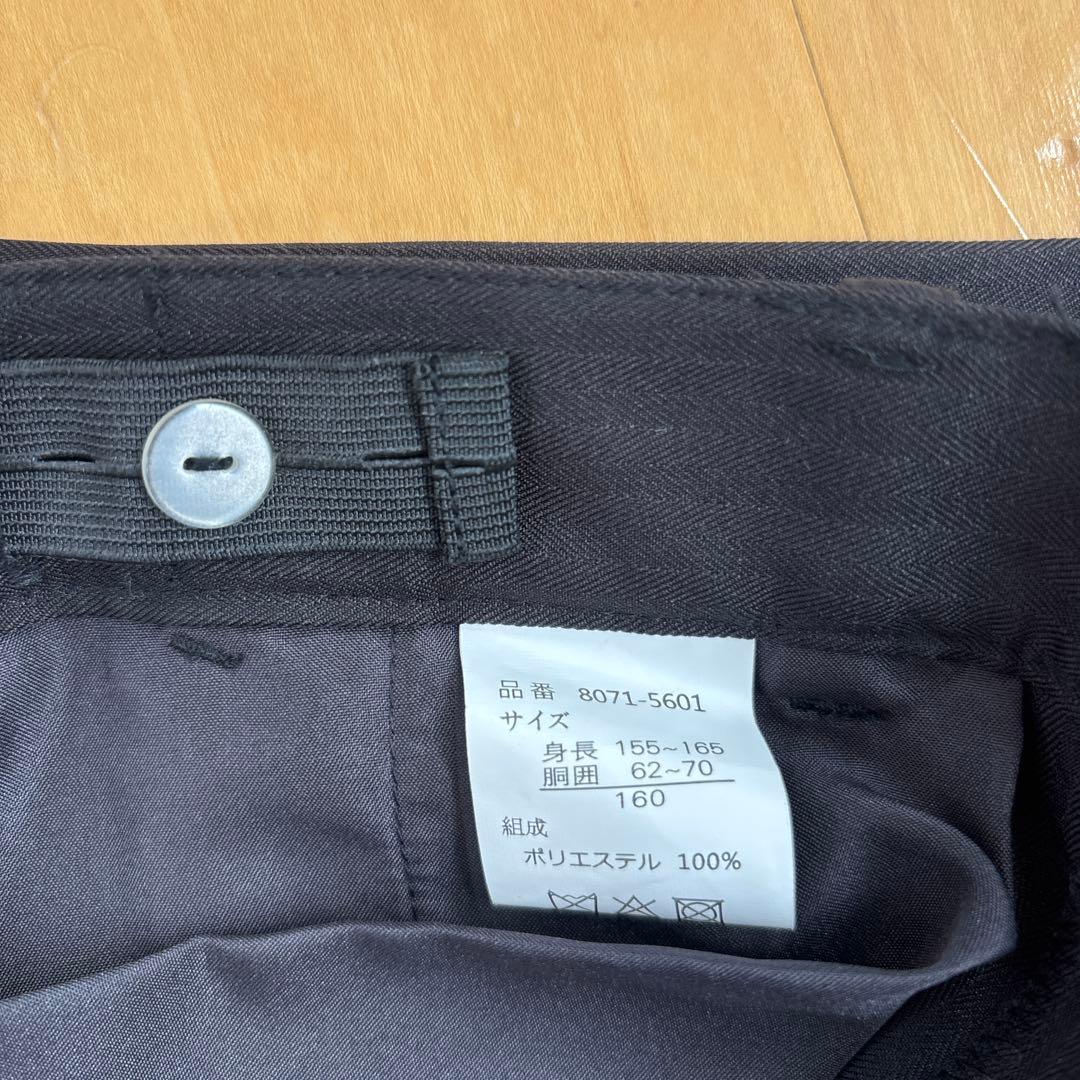 品番 8071-5601
サイズ
身長 155~165
胴囲 62~70
160
組成
ポリエステル 100%